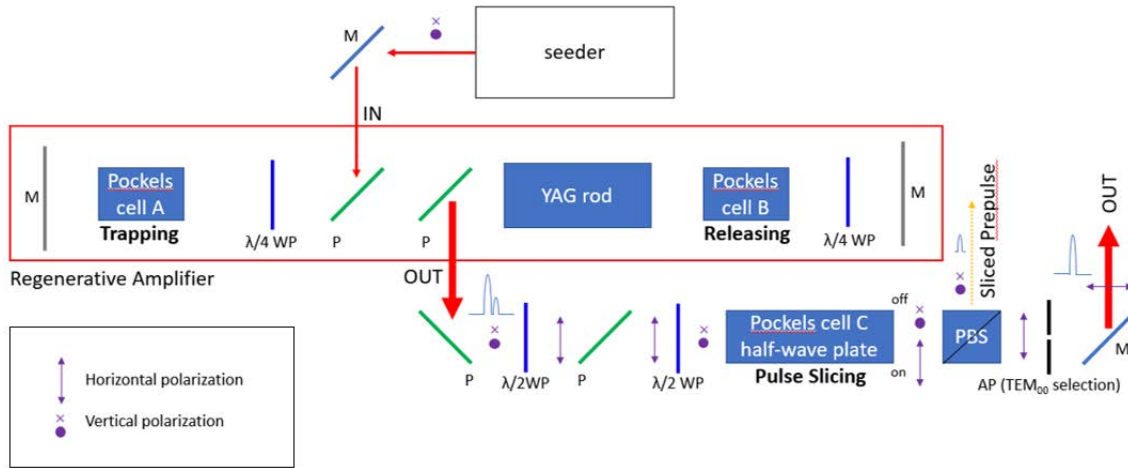 M
seeder
IN
M
Pockels
cell A
Trapping
λ/4 WP
P
P
YAG rod
Pockels
cell B
Releasing
λ/4 WP
M
Regenerative Amplifier
OUT
Sliced Prepulse
OUT
Horizontal polarization
Vertical polarization
P
λ/2WP
P
λ/2 WP
Pockels cell C
half-wave plate
Pulse Slicing
off
on
PBS
AP (TEM₀₀ selection)
M